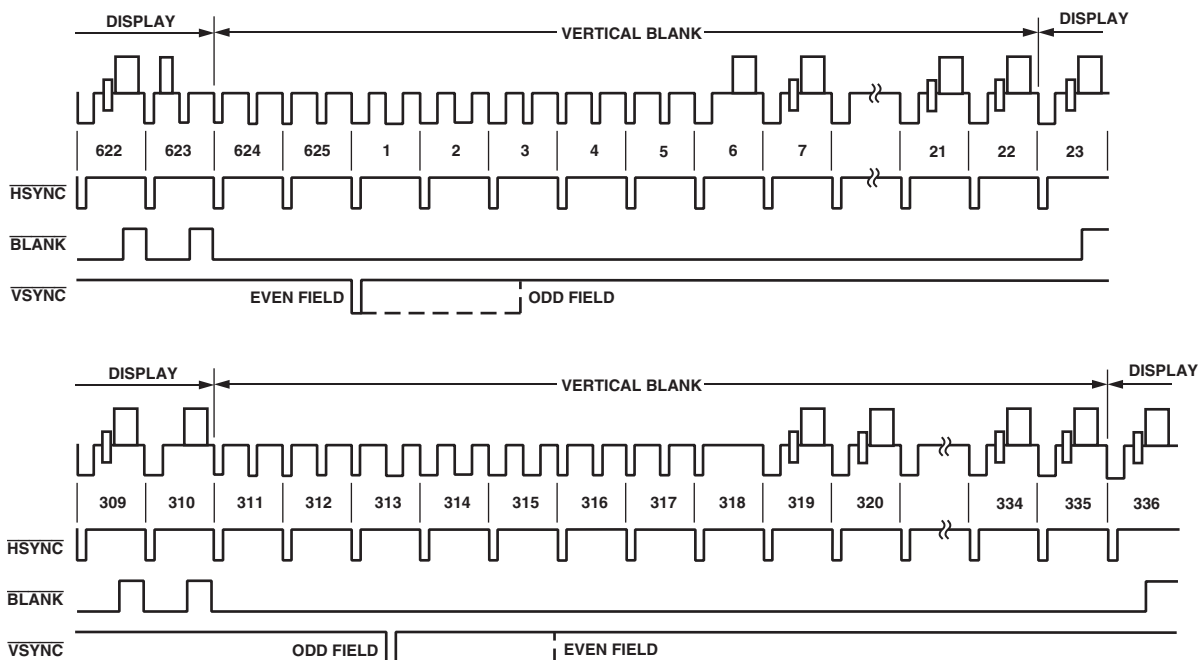 DISPLAY VERTICAL BLANK DISPLAY
622 623 624 625 1 2 3 4 5 6 7 21 22 23
HSYNC
BLANK
VSYNC EVEN FIELD ODD FIELD
DISPLAY VERTICAL BLANK DISPLAY
309 310 311 312 313 314 315 316 317 318 319 320 334 335 336
HSYNC
BLANK
VSYNC ODD FIELD EVEN FIELD